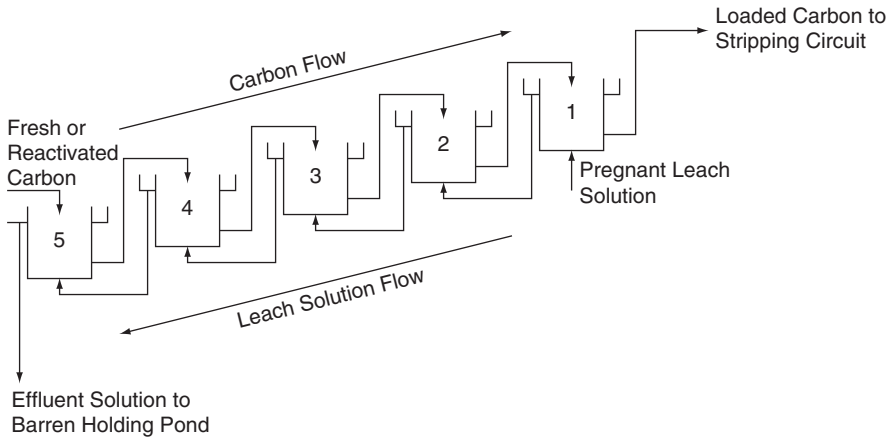 Loaded Carbon to
Stripping Circuit
Carbon Flow
Fresh or
Reactivated
Carbon
1
2
3
4
5
Pregnant Leach
Solution
Leach Solution Flow
Effluent Solution to
Barren Holding Pond